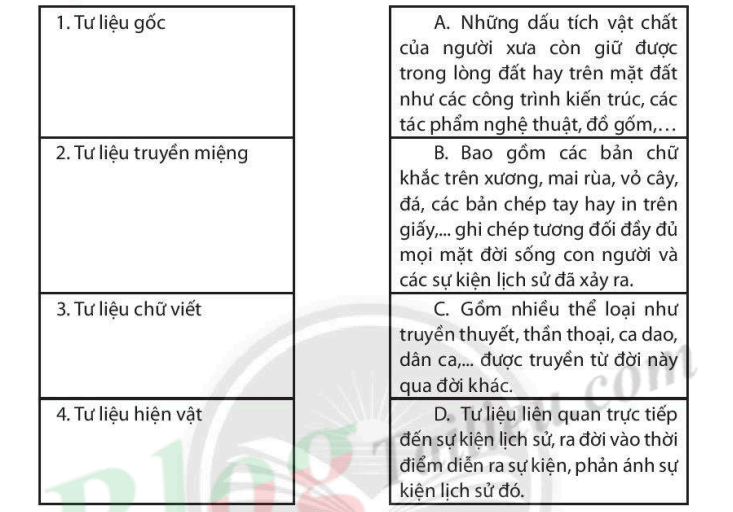 1. Tư liệu gốc
A. Những dấu tích vật chất
của người xưa còn giữ được
trong lòng đất hay trên mặt đất
như các công trình kiến trúc, các
tác phẩm nghệ thuật, đồ gốm,...
2. Tư liệu truyền miệng
B. Bao gồm các bản chữ
khắc trên xương, mai rùa, vỏ cây,
đá, các bản chép tay hay in trên
giấy,... ghi chép tương đối đầy đủ
mọi mặt đời sống con người và
các sự kiện lịch sử đã xảy ra.
3. Tư liệu chữ viết
C. Gồm nhiều thể loại như
truyền thuyết, thần thoại, ca dao,
dân ca,... được truyền từ đời này
qua đời khác.
4. Tư liệu hiện vật
D. Tư liệu liên quan trực tiếp
đến sự kiện lịch sử, ra đời vào thời
điểm diễn ra sự kiện, phản ánh sự
kiện lịch sử đó.
Blog
com